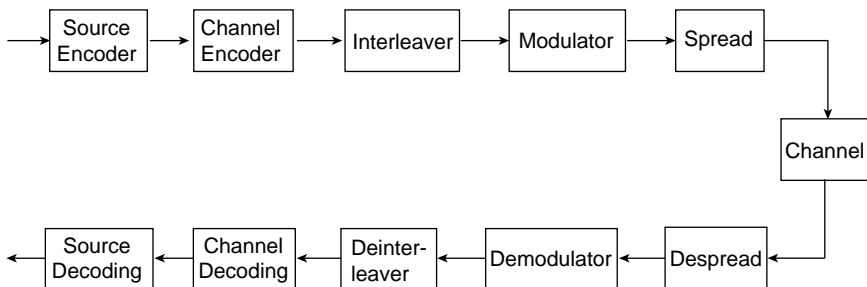 Source
Encoder
Channel
Encoder
Interleaver
Modulator
Spread
Channel
Source
Decoding
Channel
Decoding
Deinter-
leaver
Demodulator
Despread